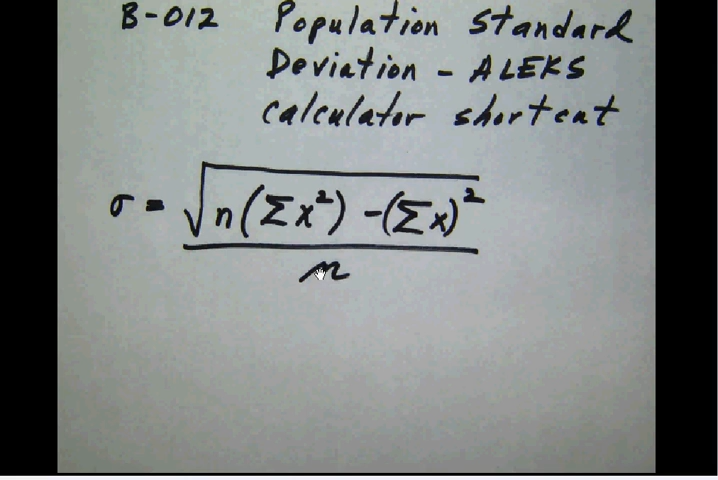 B-012 Population Standard
Deviation - ALEKS
calculator shortcut
σ = √n(Σx²) -(Σx)²
n